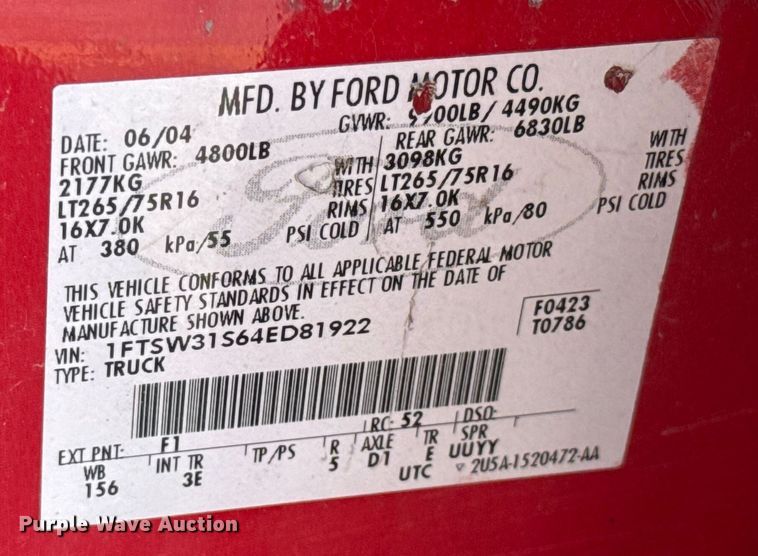 MFD. BY FORD MOTOR CO.
DATE: 06/04 GVWR: 9900LB/ 4490KG
FRONT GAWR: 4800LB REAR GAWR: 6830LB
2177KG WITH 3098KG WITH
LT265/75R16 TIRES LT265/75R16 TIRES
16X7.0K RIMS 16X7.0K RIMS
AT 380 kPa/55 PSI COLD AT 550 kPa/80 PSI COLD
Ford
THIS VEHICLE CONFORMS TO ALL APPLICABLE FEDERAL MOTOR
VEHICLE SAFETY STANDARDS IN EFFECT ON THE DATE OF
MANUFACTURE SHOWN ABOVE.
VIN: 1FTSW31S64ED81922 F0423
TYPE: TRUCK T0786
EXT PNT: F1 RC: 52 DSO:
WB INT TR TP/PS R AXLE TR SPR
156 3E 5 D1 E UUYY
UTC ▽ 2U5A-1520472-AA
Purple Wave Auction